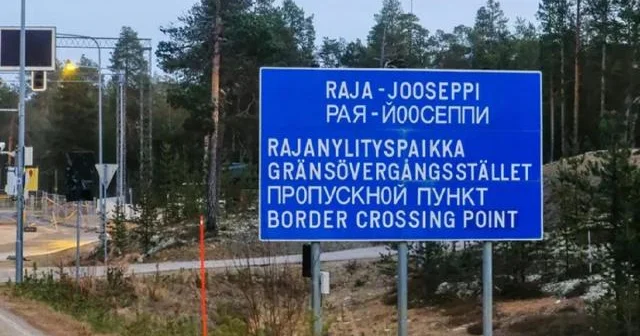 RAJA-JOOSEPPI
РАЯ-ЙООСЕППИ
RAJANYLITYSPAIKKA
GRÄNSÖVERGÅNGSSTÄLLET
ПРОПУСКНОЙ ПУНКТ
BORDER CROSSING POINT